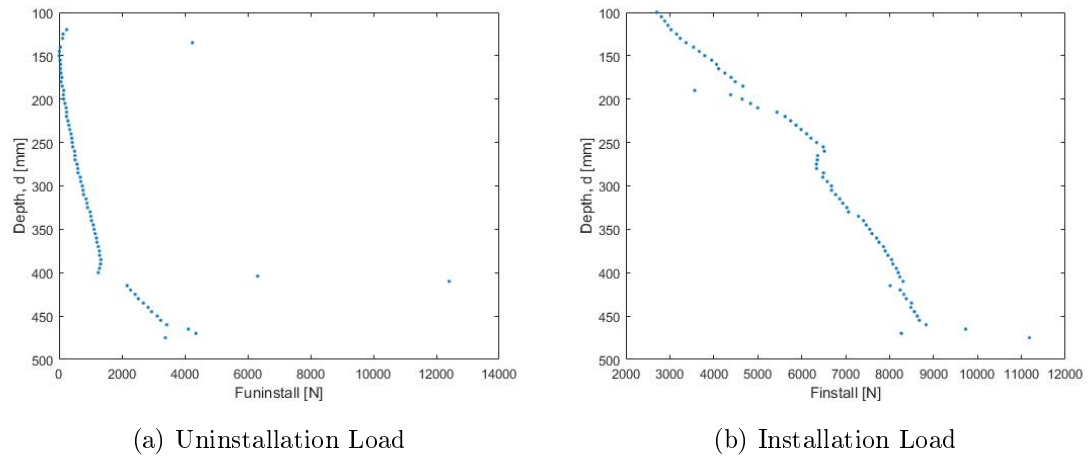 100
150
200
250
300
350
400
450
500
Depth, d [mm]
0 2000 4000 6000 8000 10000 12000 14000
Funinstall [N]
(a) Uninstallation Load
100
150
200
250
300
350
400
450
500
Depth, d [mm]
2000 3000 4000 5000 6000 7000 8000 9000 10000 11000 12000
Finstall [N]
(b) Installation Load